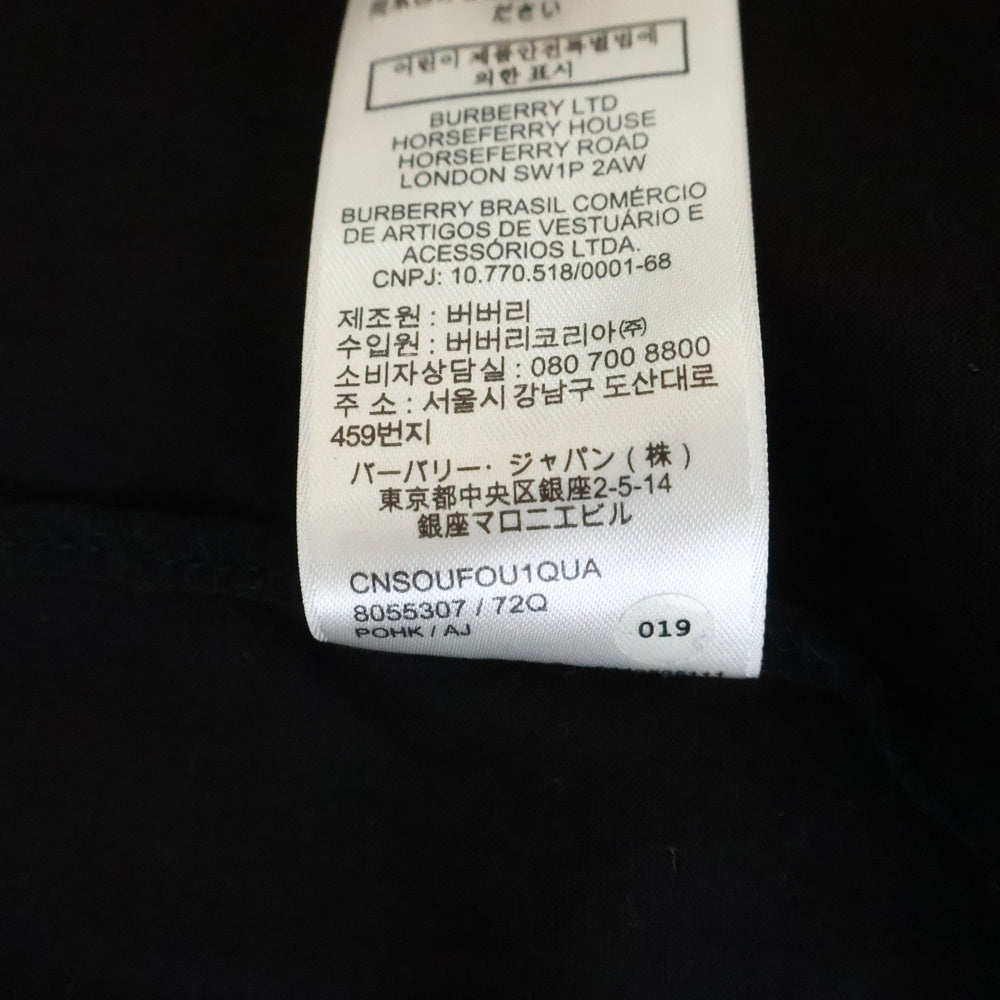 ださい
어린이 제품안전특별법에
의한 표시
BURBERRY LTD
HORSEFERRY HOUSE
HORSEFERRY ROAD
LONDON SW1P 2AW
BURBERRY BRASIL COMÉRCIO
DE ARTIGOS DE VESTUÁRIO E
ACESSÓRIOS LTDA.
CNPJ: 10.770.518/0001-68
제조원 : 버버리
수입원 : 버버리코리아㈜
소비자상담실 : 080 700 8800
주 소 : 서울시 강남구 도산대로
459번지
バーバリー・ジャパン ( 株 )
東京都中央区銀座2-5-14
銀座マロニエビル
CNSOUFOU1QUA
8055307 / 72Q
POHK / AJ
019